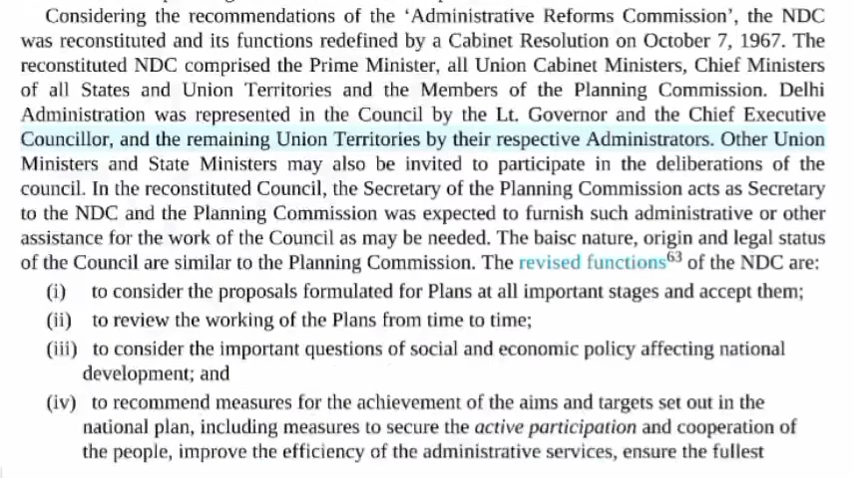 Considering the recommendations of the ‘Administrative Reforms Commission’, the NDC
was reconstituted and its functions redefined by a Cabinet Resolution on October 7, 1967. The
reconstituted NDC comprised the Prime Minister, all Union Cabinet Ministers, Chief Ministers
of all States and Union Territories and the Members of the Planning Commission. Delhi
Administration was represented in the Council by the Lt. Governor and the Chief Executive
Councillor, and the remaining Union Territories by their respective Administrators. Other Union
Ministers and State Ministers may also be invited to participate in the deliberations of the
council. In the reconstituted Council, the Secretary of the Planning Commission acts as Secretary
to the NDC and the Planning Commission was expected to furnish such administrative or other
assistance for the work of the Council as may be needed. The baisc nature, origin and legal status
of the Council are similar to the Planning Commission. The revised functions63 of the NDC are:
(i) to consider the proposals formulated for Plans at all important stages and accept them;
(ii) to review the working of the Plans from time to time;
(iii) to consider the important questions of social and economic policy affecting national
development; and
(iv) to recommend measures for the achievement of the aims and targets set out in the
national plan, including measures to secure the active participation and cooperation of
the people, improve the efficiency of the administrative services, ensure the fullest